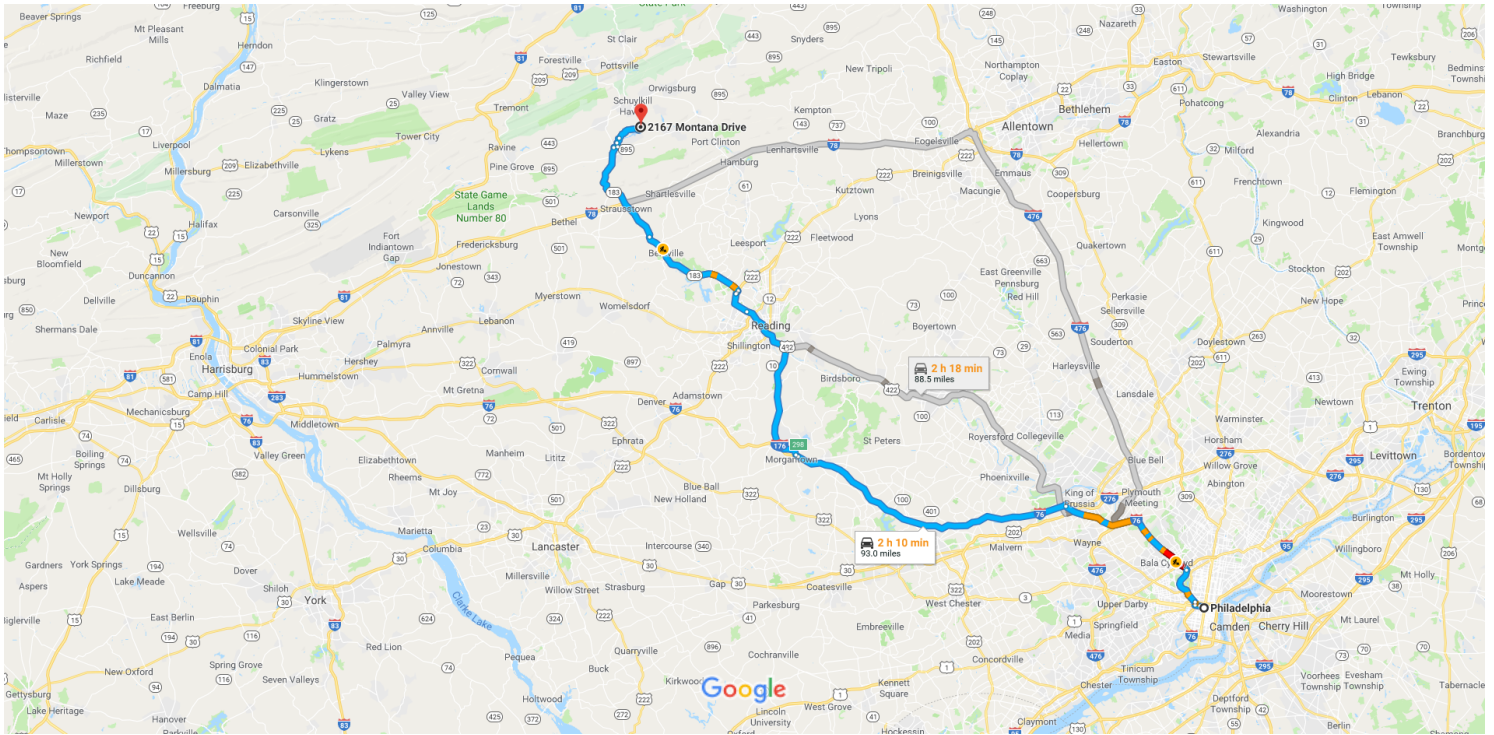 Beaver Springs
Freeburg
Mt Pleasant
Mills
Herndon
Richfield
Klingerstown
Forestville
St Clair
Pottsville
Snyders
New Tripoli
Northampton
Coplay
Nazareth
Easton
Stewartsville
Washington
Township
Tewksbury
Bedminster
Dalmatia
Valley View
Tremont
Orwigsburg
Schuylkill
2167 Montana Drive
Kempton
Bethlehem
Allentown
Pohatcong
High Bridge
Clinton
Lebanon
Maze
Gratz
Tower City
Lykens
Ravine
Pine Grove
Port Clinton
Lenhartsville
Hamburg
Fogelsville
Hellertown
Alexandria
Branchburg
Milford
Liverpool
Millersburg
Elizabethville
State Game
Lands
Number 80
Shartlesville
Strausstown
Kutztown
Breinigsville
Emmaus
Macungie
Coopersburg
Frenchtown
Flemington
Newport
Halifax
Carsonville
Bethel
Lyons
Fleetwood
Leesport
Quakertown
Kingwood
East Amwell
Township
New
Bloomfield
Duncannon
Fort
Indiantown
Gap
Fredericksburg
Jonestown
East Greenville
Pennsburg
Red Hill
Stockton
New Hope
Perkasie
Sellersville
Dellville
Dauphin
Myerstown
Womelsdorf
Shermans Dale
Skyline View
Lebanon
Annville
Palmyra
Reading
Shillington
Boyertown
Souderton
Doylestown
Enola
Colonial Park
Harrisburg
Hershey
Hummelstown
Camp Hill
Cornwall
Mt Gretna
Birdsboro
2 h 18 min
88.5 miles
Harleysville
Lansdale
Ewing
Township
Trenton
Carlisle
Mechanicsburg
Middletown
Denver
Adamstown
Ephrata
St Peters
Royersford
Collegeville
Warminster
Horsham
Newtown
Levittown
Bordentown
Township
Boiling
Springs
Mt Holly
Springs
Valley Green
Elizabethtown
Rheems
Manheim
Lititz
Morgantown
Phoenixville
Blue Bell
Willow Grove
Abington
Dillsburg
Mt Joy
Blue Ball
New Holland
King of
Prussia
Plymouth
Meeting
Burlington
Wellsville
Marietta
Columbia
Lancaster
Intercourse
2 h 10 min
93.0 miles
Malvern
Wayne
Willingboro
Gardners
Aspers
York Springs
Lake Meade
Dover
Shiloh
York
Millersville
Willow Street
Strasburg
Gap
Coatesville
Parkesburg
West Chester
Upper Darby
Springfield
Media
Philadelphia
Camden
Cherry Hill
Moorestown
Mt Laurel
Mt Holly
Biglerville
East Berlin
Clarke Lake
Red Lion
Embreeville
Cochranville
Concordville
New Oxford
Spring Grove
Seven Valleys
Pequea
Buck
Quarryville
Kirkwood
Google
Kennett
Square
Tinicum
Township
Chester
Voorhees
Township
Evesham
Township
Tabernacle
Gettysburg
Lake Heritage
Hanover
Parkville
Holtwood
Lincoln
University
West Grove
Hockessin
Claymont
Deptford
Township
Berlin